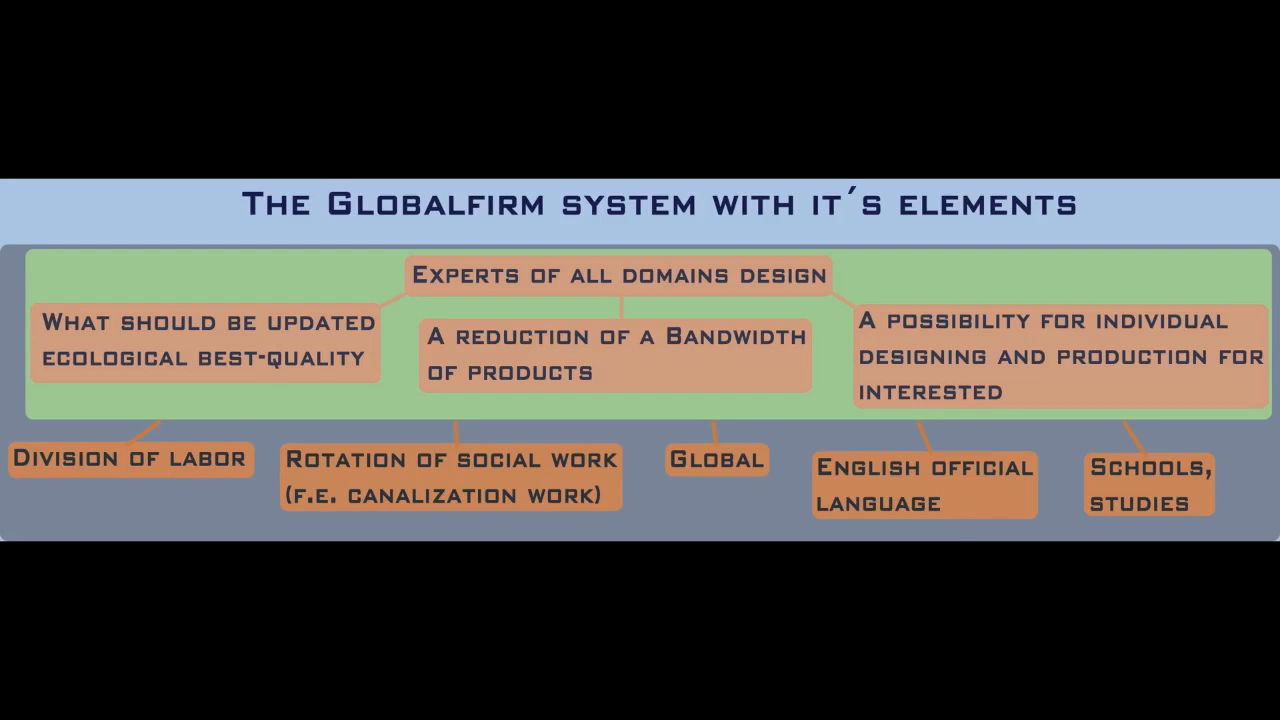 The Globalfirm system with it´s elements
Experts of all domains design
What should be updated
ecological best-quality
A reduction of a Bandwidth
of products
A possibility for individual
designing and production for
interested
Division of labor
Rotation of social work
(f.e. canalization work)
Global
English official
language
Schools,
studies